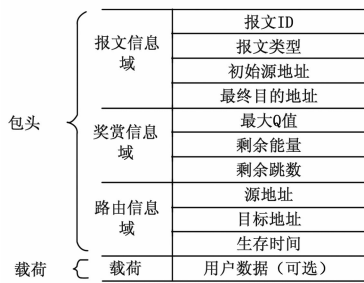 包头
报文信息域
报文ID
报文类型
初始源地址
最终目的地址
奖赏信息域
最大Q值
剩余能量
剩余跳数
路由信息域
源地址
目标地址
生存时间
载荷
载荷
用户数据（可选）